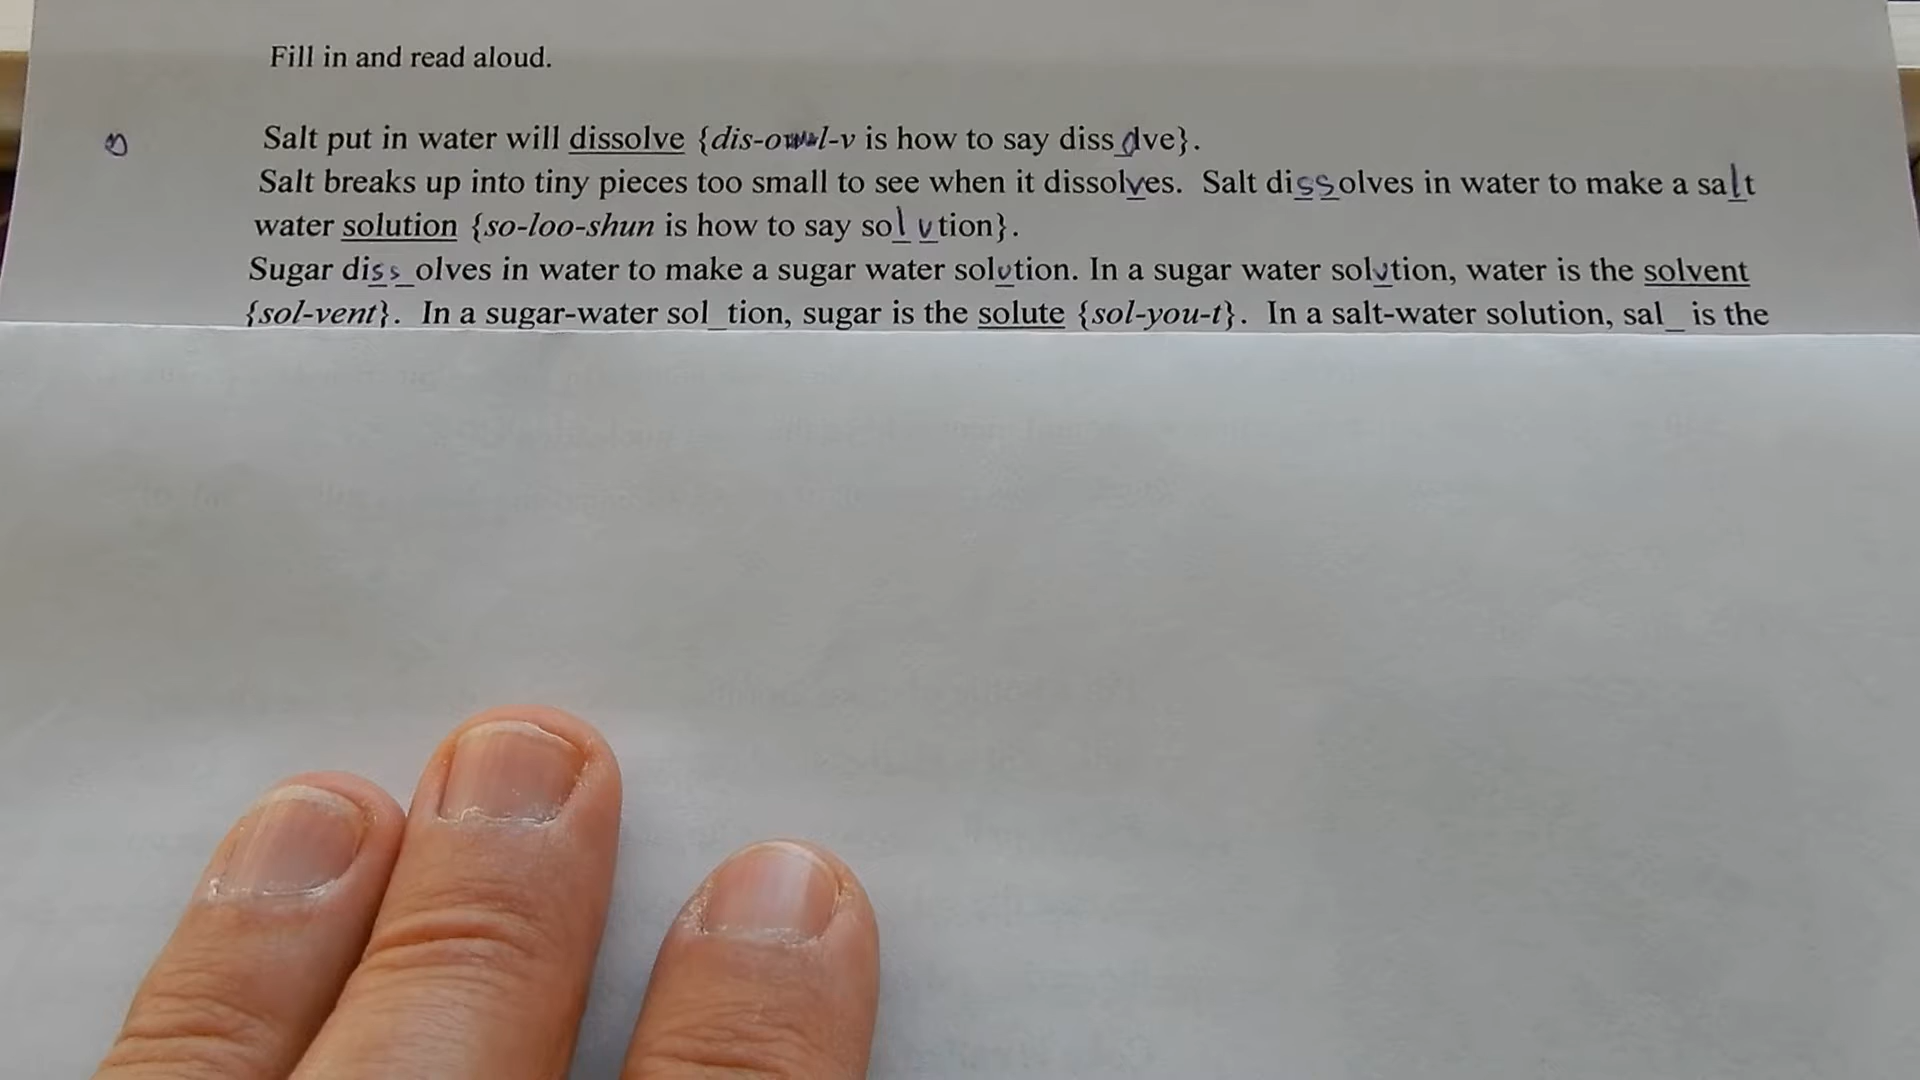 Fill in and read aloud.
Salt put in water will dissolve {dis-ol-v is how to say dissolve}.
Salt breaks up into tiny pieces too small to see when it dissolves. Salt dissolves in water to make a salt
water solution {so-loo-shun is how to say solution}.
Sugar diss_olves in water to make a sugar water solution. In a sugar water solution, water is the solvent
{sol-vent}. In a sugar-water sol_tion, sugar is the solute {sol-you-t}. In a salt-water solution, sal_ is the